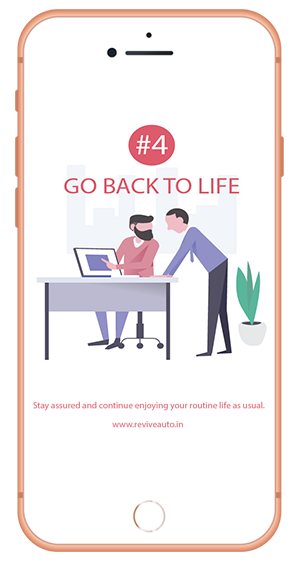 #4
GO BACK TO LIFE
Stay assured and continue enjoying your routine life as usual.
www.reviveauto.in